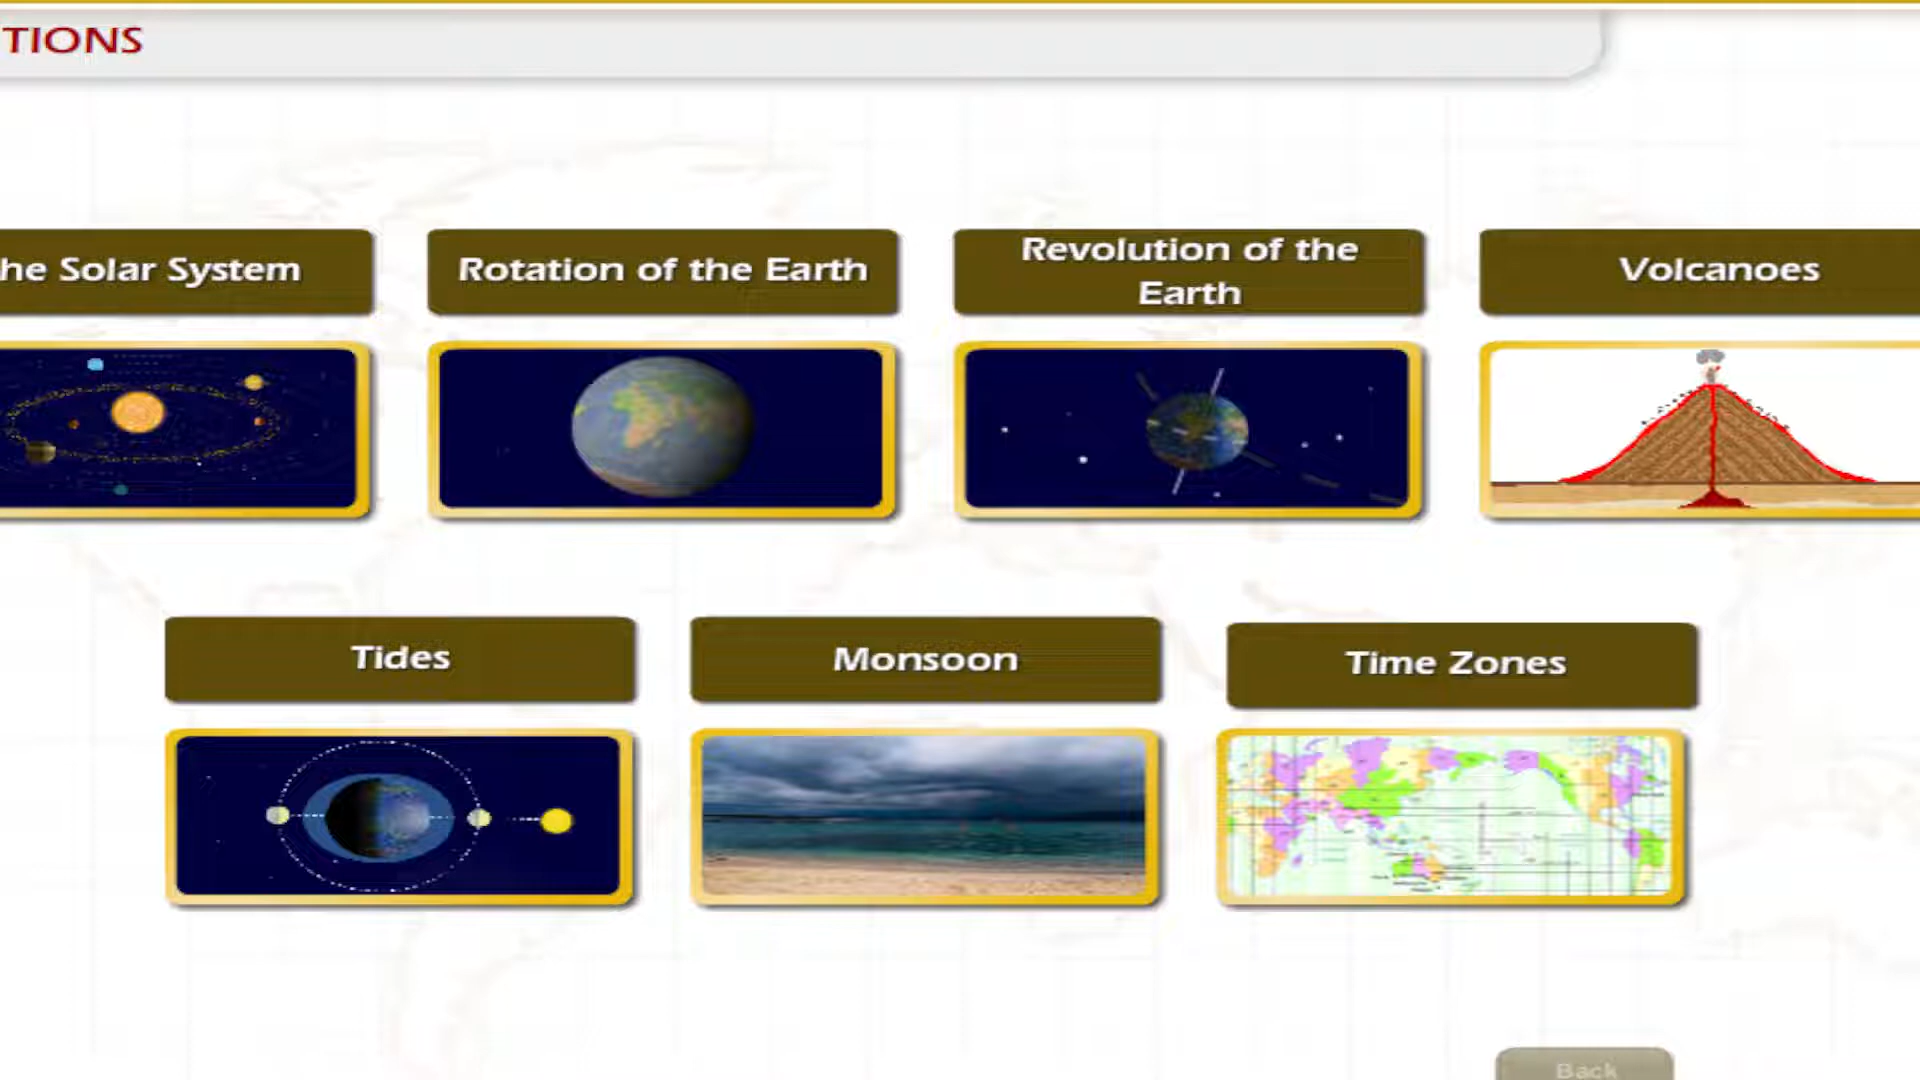 TIONS
he Solar System
Rotation of the Earth
Revolution of the
Earth
Volcanoes
Tides
Monsoon
Time Zones
Back